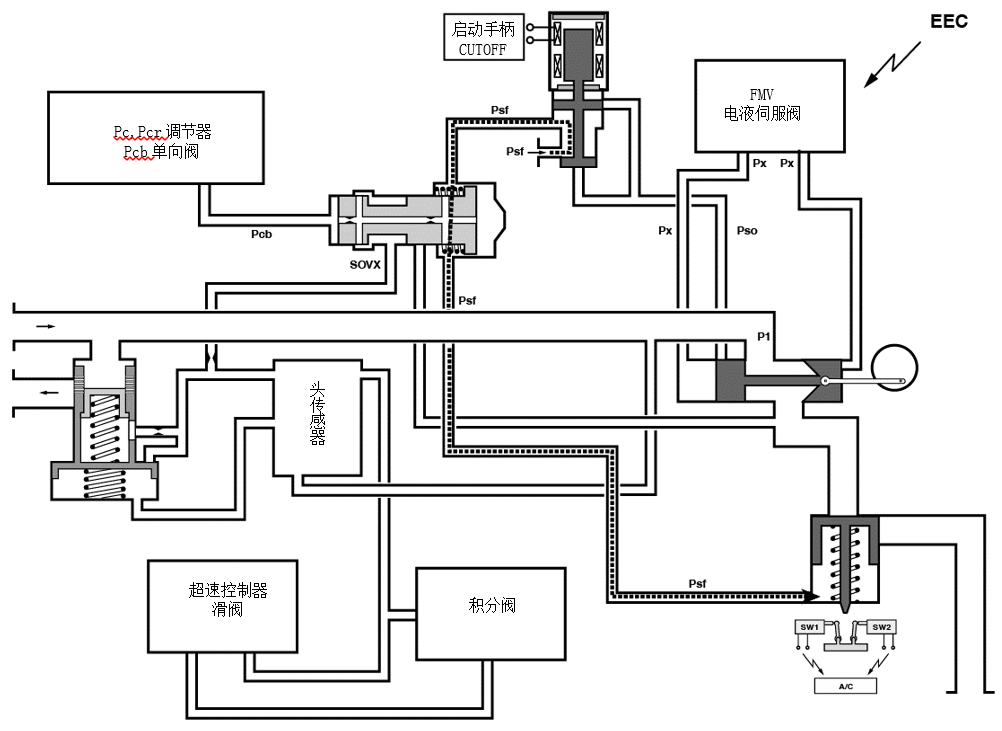 EEC
启动手柄
CUTOFF
FMV
电液伺服阀
Pc,Pcr调节器
Pcb单向阀
Psf
Psf
Px
Px
Pcb
Px
Pso
SOVX
Psf
P1
头传感器
超速控制器
滑阀
积分阀
Psf
SW1
SW2
A/C